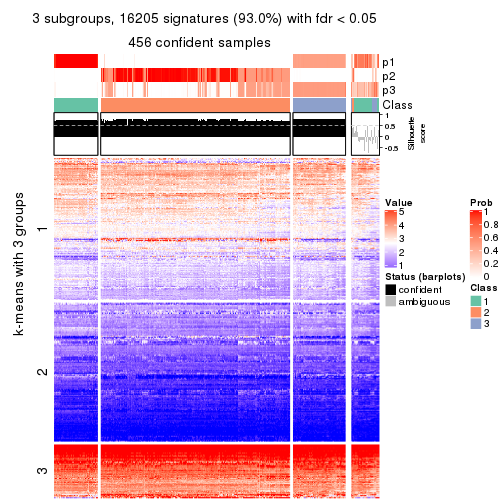 3 subgroups, 16205 signatures (93.0%) with fdr < 0.05
456 confident samples
p1
p2
p3
Class
1
0.5
0
-0.5
Silhouette
score
k-means with 3 groups
1
2
3
Value
5
4
3
2
1
Status (barplots)
confident
ambiguous
Prob
1
0.8
0.6
0.4
0.2
0
Class
1
2
3